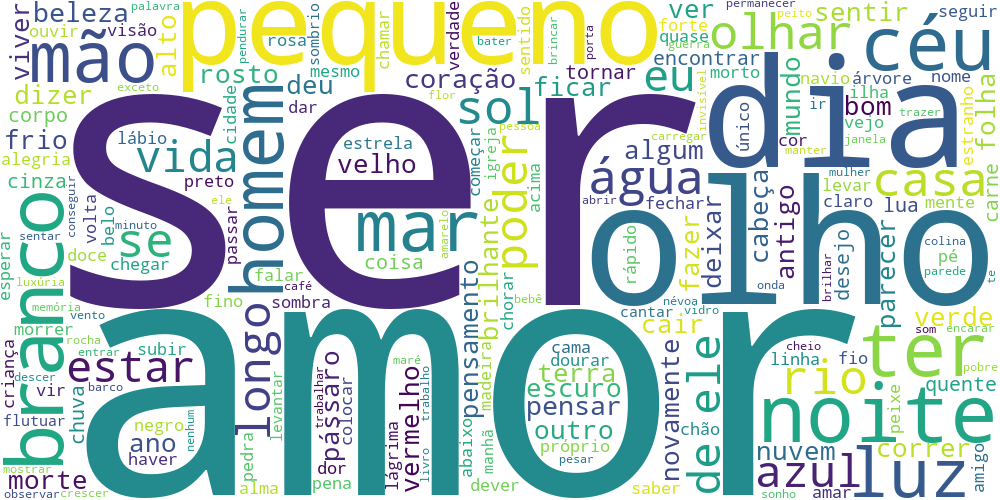 beleza
palavra
pequeno
permanecer
peito
ver
sentir
seguir
ouvir
visão
viver
mão
alto
pendurar
rosa
sombrio
chamar
verdade
bater
sentido
brincar
quase
forte
guerra
porta
olhar
céu
exceto
rosto
mesmo
coração
tornar
encontrar
morto
navio
árvore
nome
dizer
corpo
deu
dar
flor
ficar
eu
invisível
mundo
ilha
ir
bom
trazer
estranho
folha
ser
dia
frio
lábio
cidade
homem
sol
pessoa
igreja
carregar
algum
único
cor
vejo
janela
manter
alegria
vida
estrela
velho
começar
poder
água
fechar
abrir
cabeça
mulher
levar
claro
casa
carne
cinza
conseguir
preto
ele
acima
antigo
lua
mente
branco
volta
belo
passar
mar
amarelo
olho
rápido
deixar
desejo
colina
pé
parede
sentar
minuto
doce
se
chegar
coisa
brilhante
chorar
fazer
onda
brilhar
parecer
te
esperar
luxúria
memória
fino
falar
café
sombra
bebê
névoa
vidro
cantar
cair
verde
amor
morrer
vento
longo
pensamento
rocha
entrar
subir
estar
criança
descer
vir
barco
chuva
flutuar
negro
ano
haver
nenhum
levantar
pássaro
trabalhar
maré
colocar
vermelho
lágrima
livro
trabalho
madeira
cama
dourar
terra
escuro
pensar
outro
próprio
pesar
novamente
de ele
chão
linha
cheio
rio
fio
som
ter
encarar
pobre
quente
noite
peixe
correr
morte
mostrar
observar
crescer
alma
pedra
pena
dor
abaixo
manhã
dever
saber
nuvem
azul
sonho
amar
luz
amigo